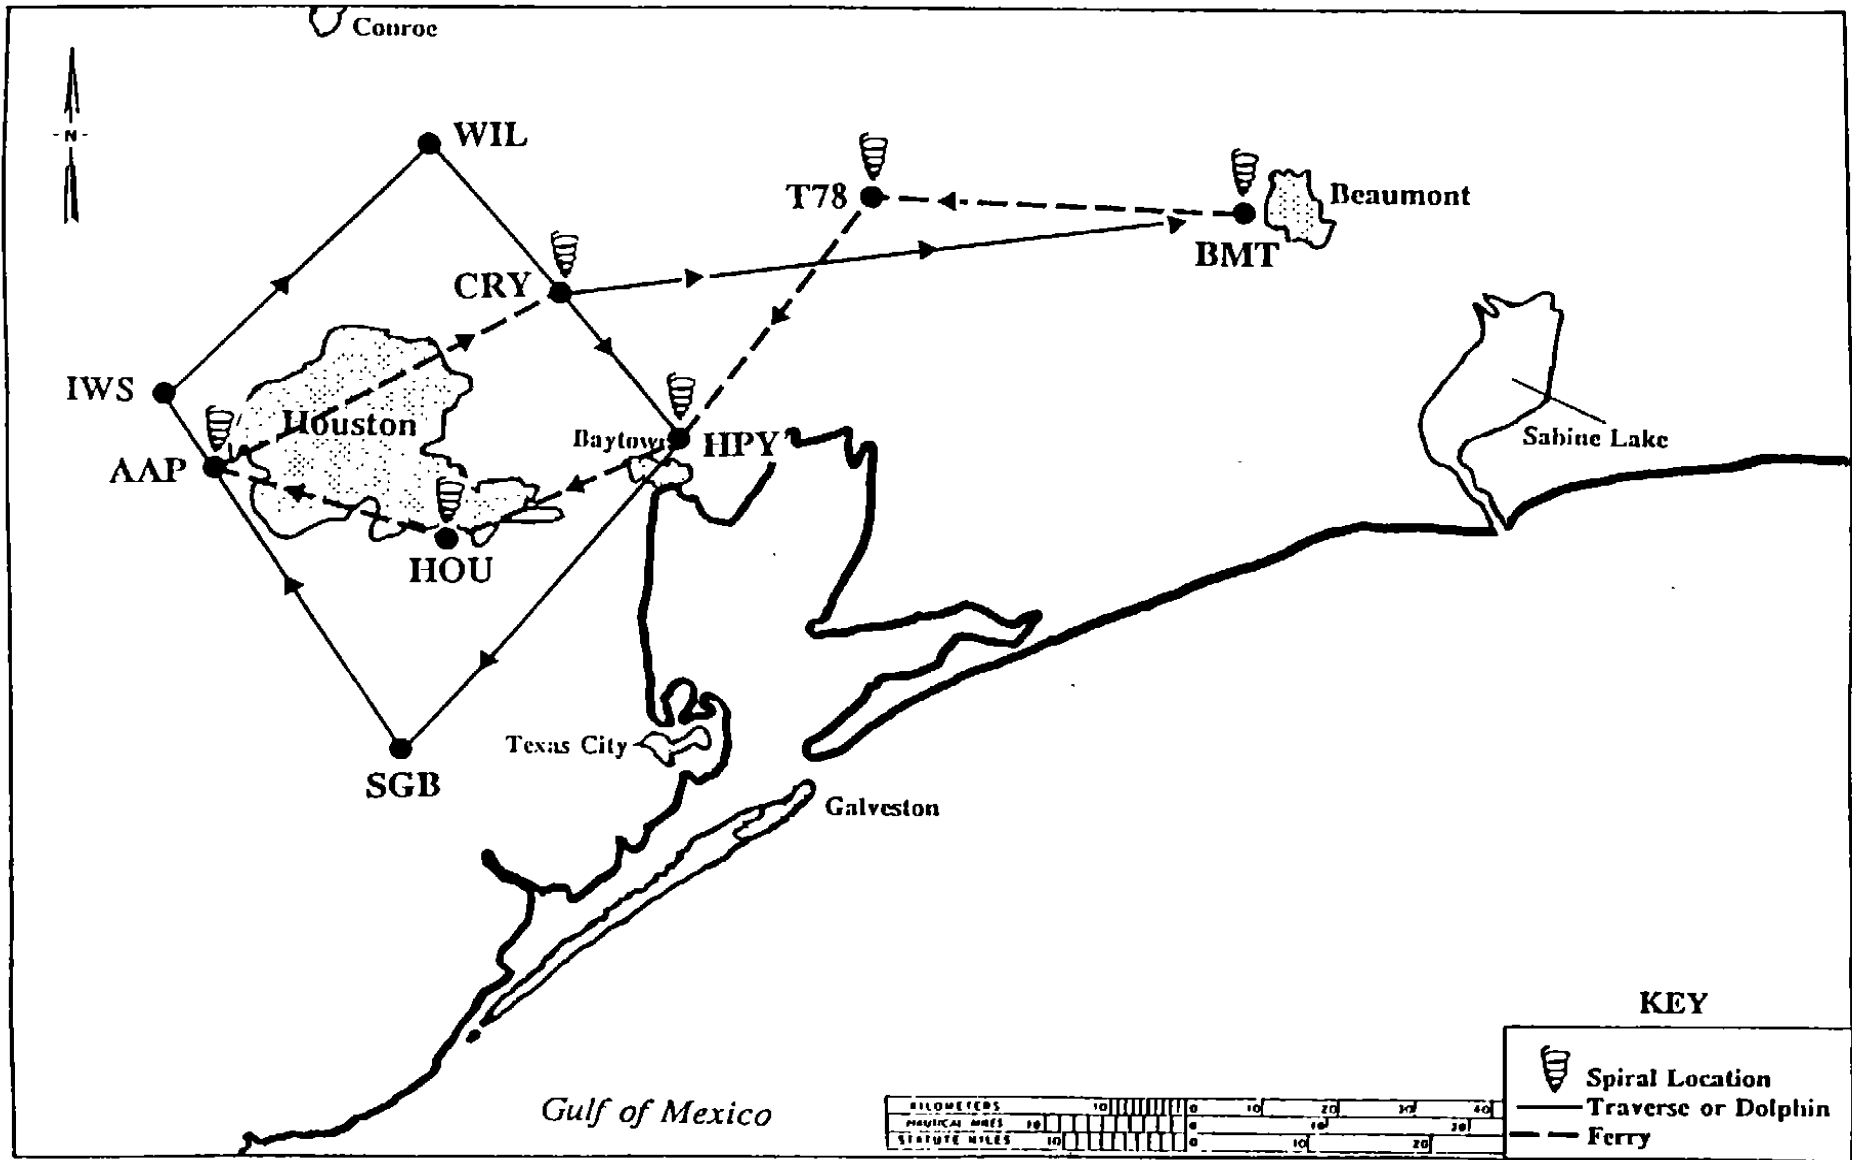 Conroe
- N -
WIL
T78
Beaumont
BMT
CRY
IWS
Houston
Baytown
HPY
Sabine Lake
AAP
HOU
Texas City
SGB
Galveston
KEY
Spiral Location
Traverse or Dolphin
Ferry
Gulf of Mexico
KILOMETERS 10 0 10 20 30 40
NAUTICAL MILES 10 0 10 20
STATUTE MILES 10 0 10 20